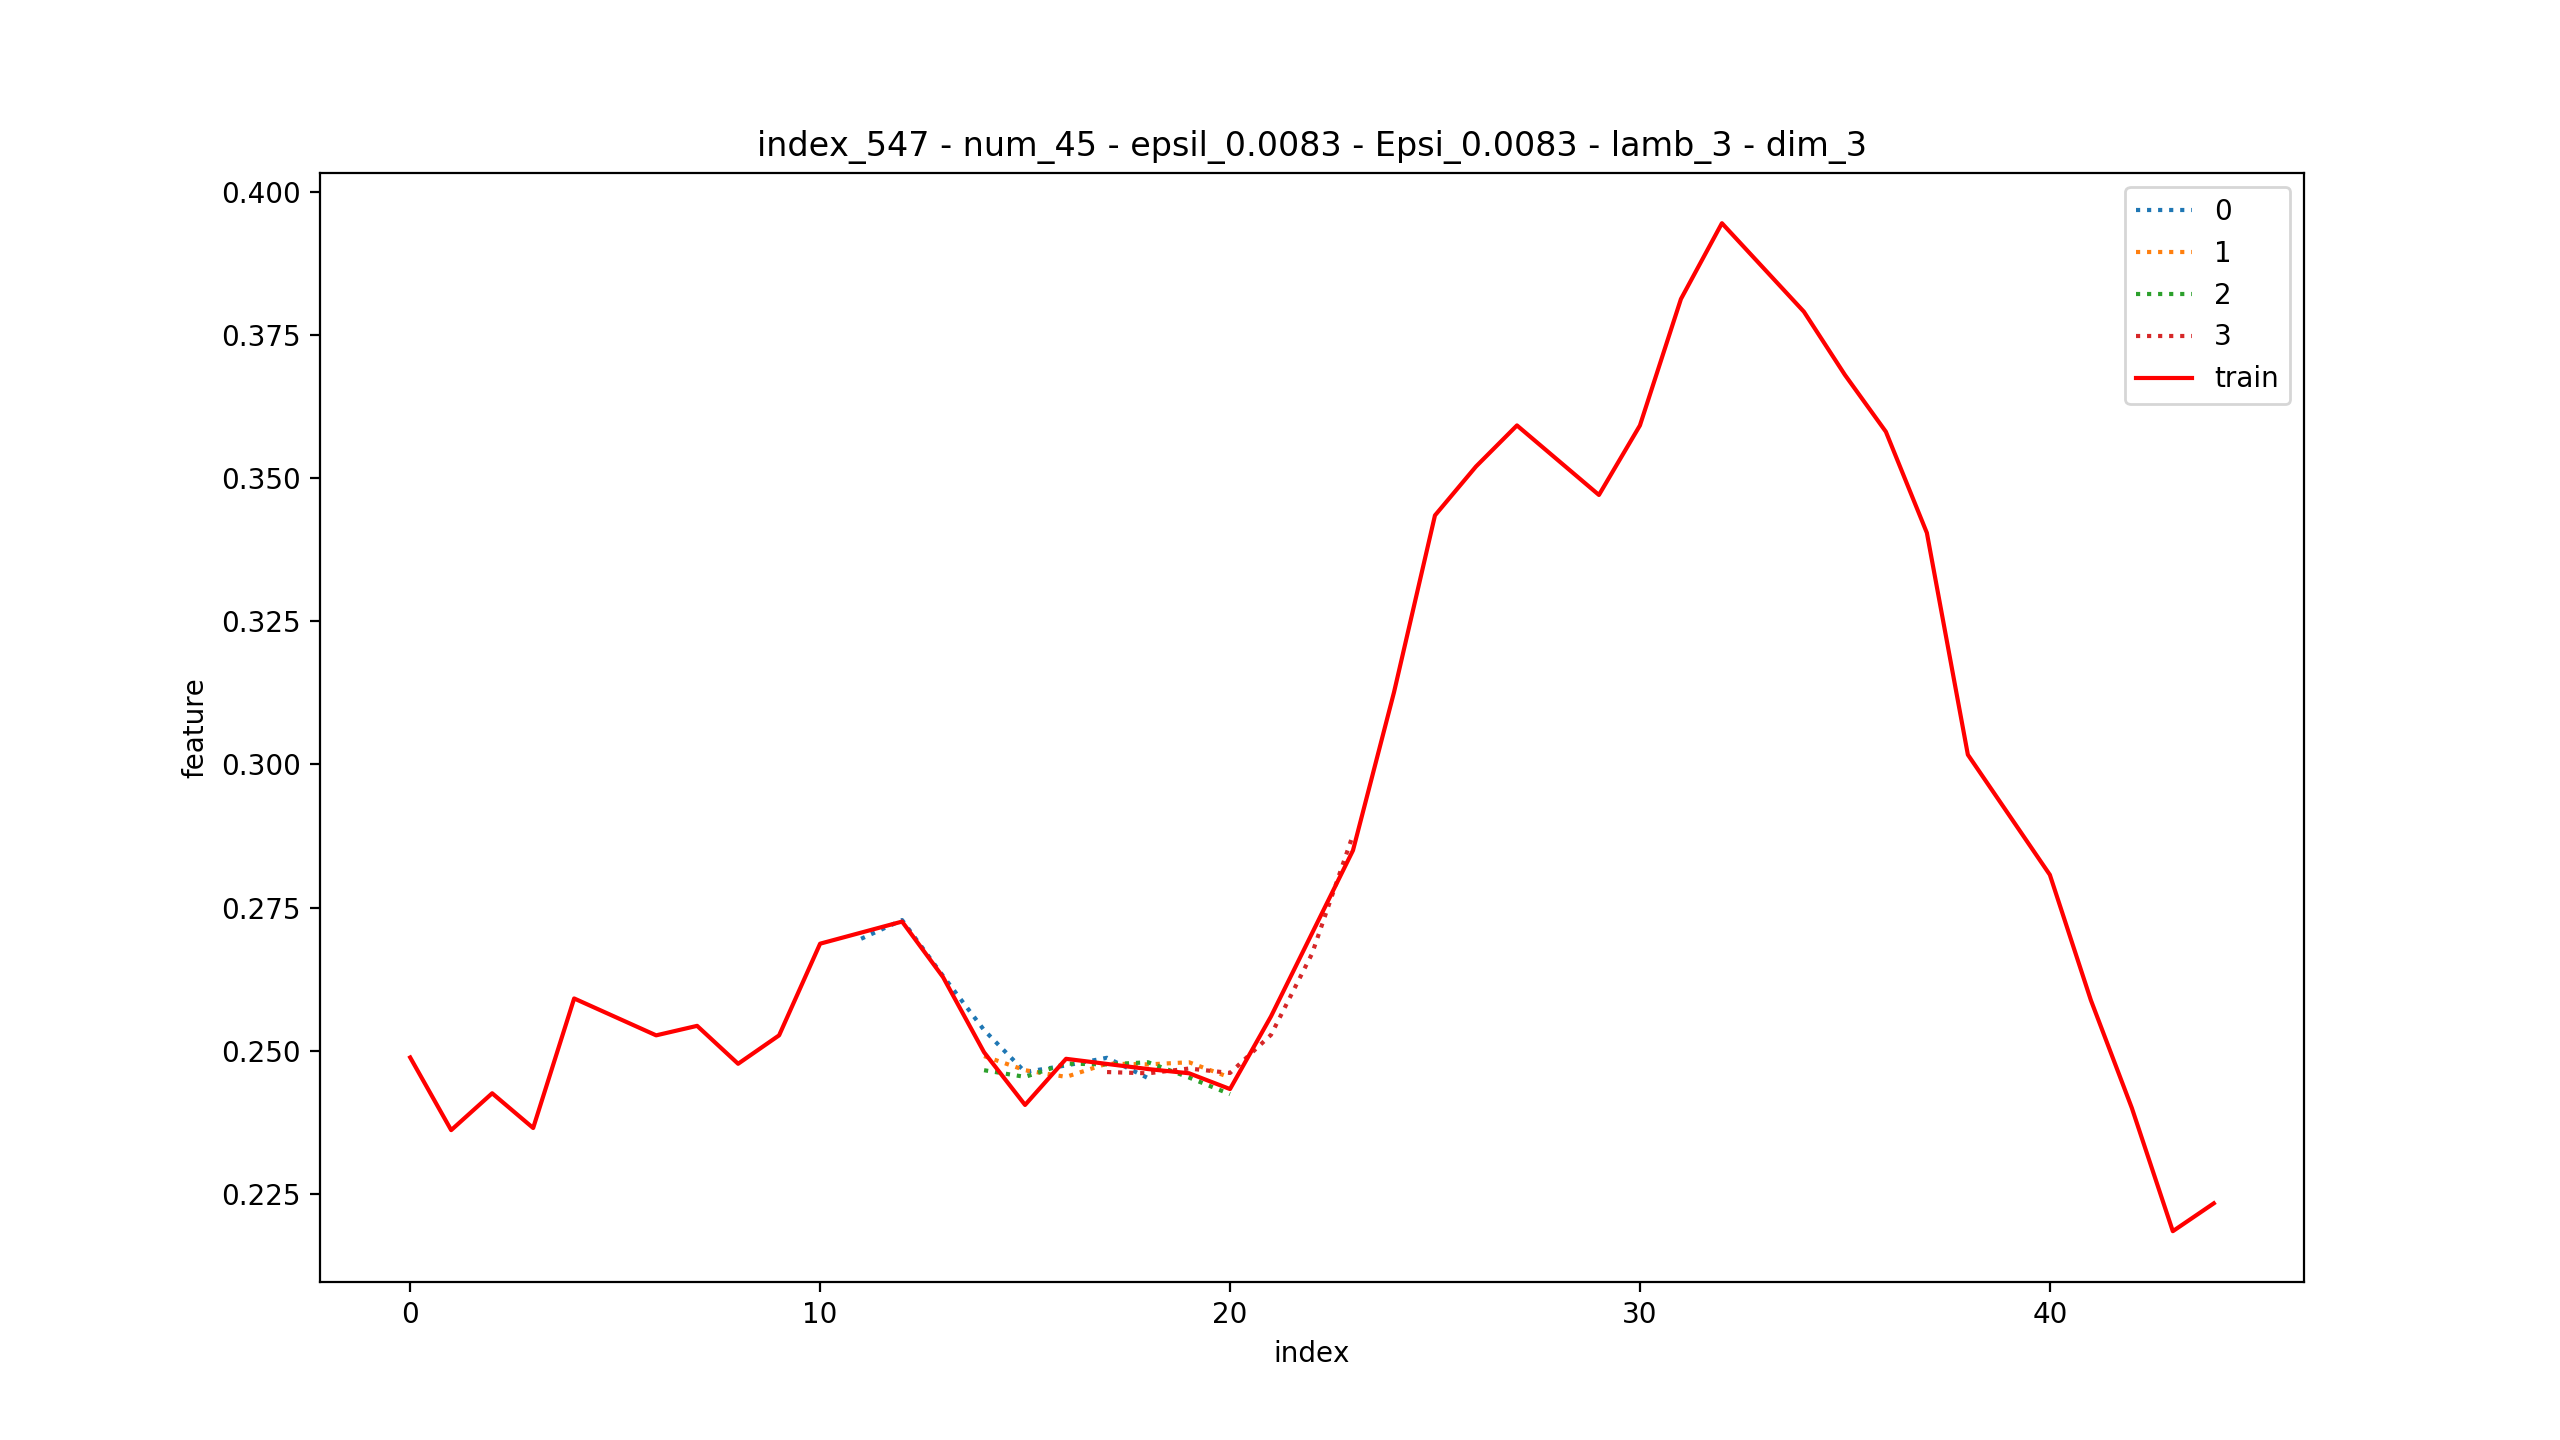 index_547 - num_45 - epsil_0.0083 - Epsi_0.0083 - lamb_3 - dim_3
0.400
0.375
0.350
0.325
0.300
0.275
0.250
0.225
feature
0
1
2
3
train
0 10 20 30 40
index